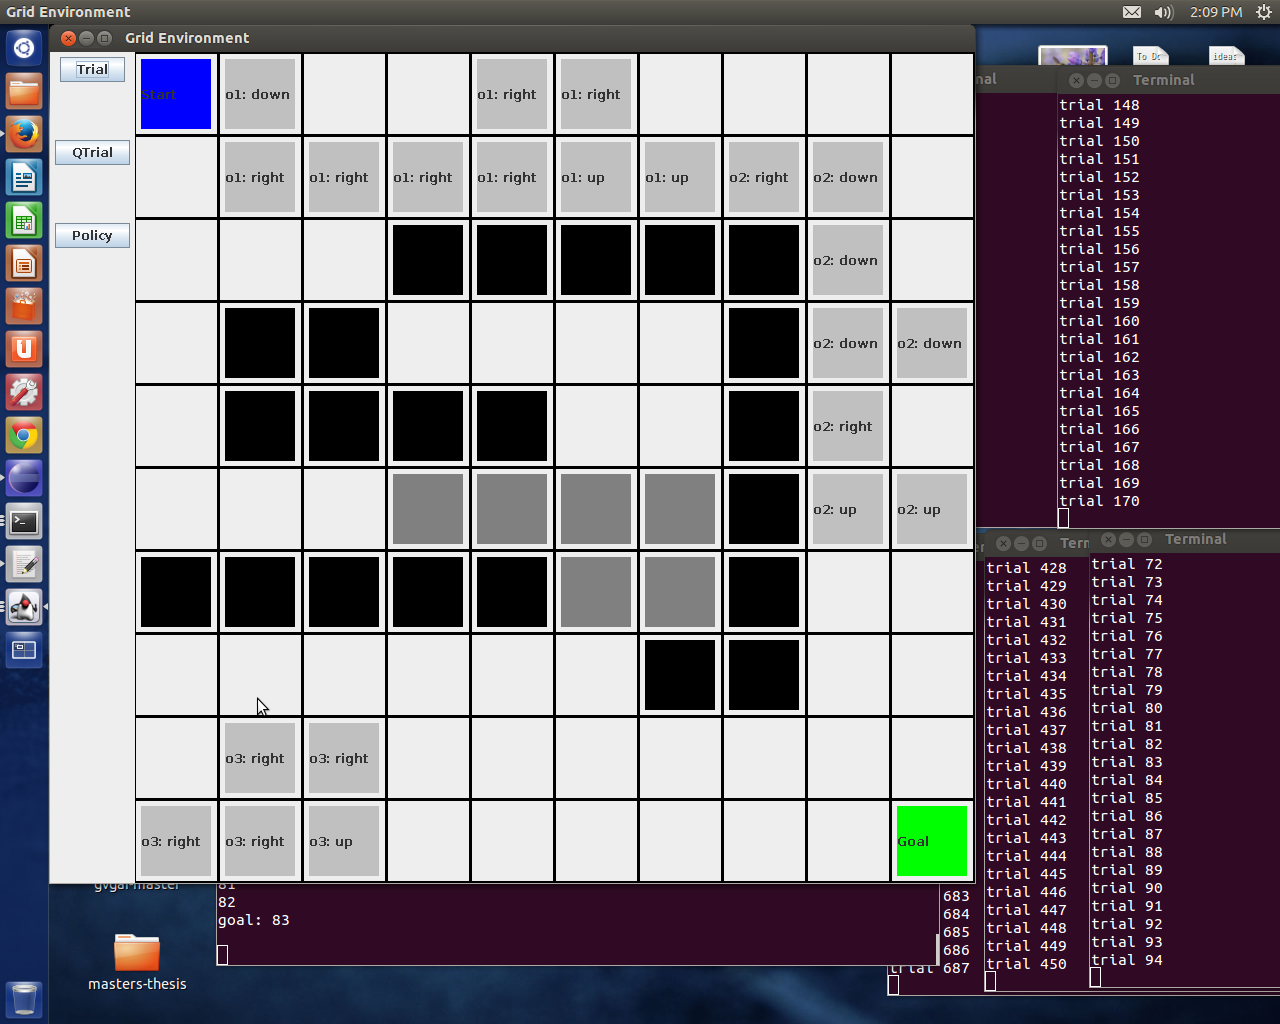 Grid Environment
2:09 PM
Grid Environment
Trial
QTrial
Policy
Start
o1: down
o1: right
o1: right
o1: right
o1: right
o1: right
o1: right
o1: up
o1: up
o2: right
o2: down
o2: down
o2: down
o2: down
o2: right
o2: up
o2: up
o3: right
o3: right
o3: right
o3: right
o3: up
Goal
To Dc
ideas
nal
Terminal
trial 148
trial 149
trial 150
trial 151
trial 152
trial 153
trial 154
trial 155
trial 156
trial 157
trial 158
trial 159
trial 160
trial 161
trial 162
trial 163
trial 164
trial 165
trial 166
trial 167
trial 168
trial 169
trial 170
Tern
trial 428
trial 429
trial 430
trial 431
trial 432
trial 433
trial 434
trial 435
trial 436
trial 437
trial 438
trial 439
trial 440
trial 441
trial 442
trial 443
trial 444
trial 445
trial 446
trial 447
trial 448
trial 449
trial 450
Terminal
trial 72
trial 73
trial 74
trial 75
trial 76
trial 77
trial 78
trial 79
trial 80
trial 81
trial 82
trial 83
trial 84
trial 85
trial 86
trial 87
trial 88
trial 89
trial 90
trial 91
trial 92
trial 93
trial 94
gvgai-master
81
82
goal: 83
683
684
685
686
trial 687
masters-thesis